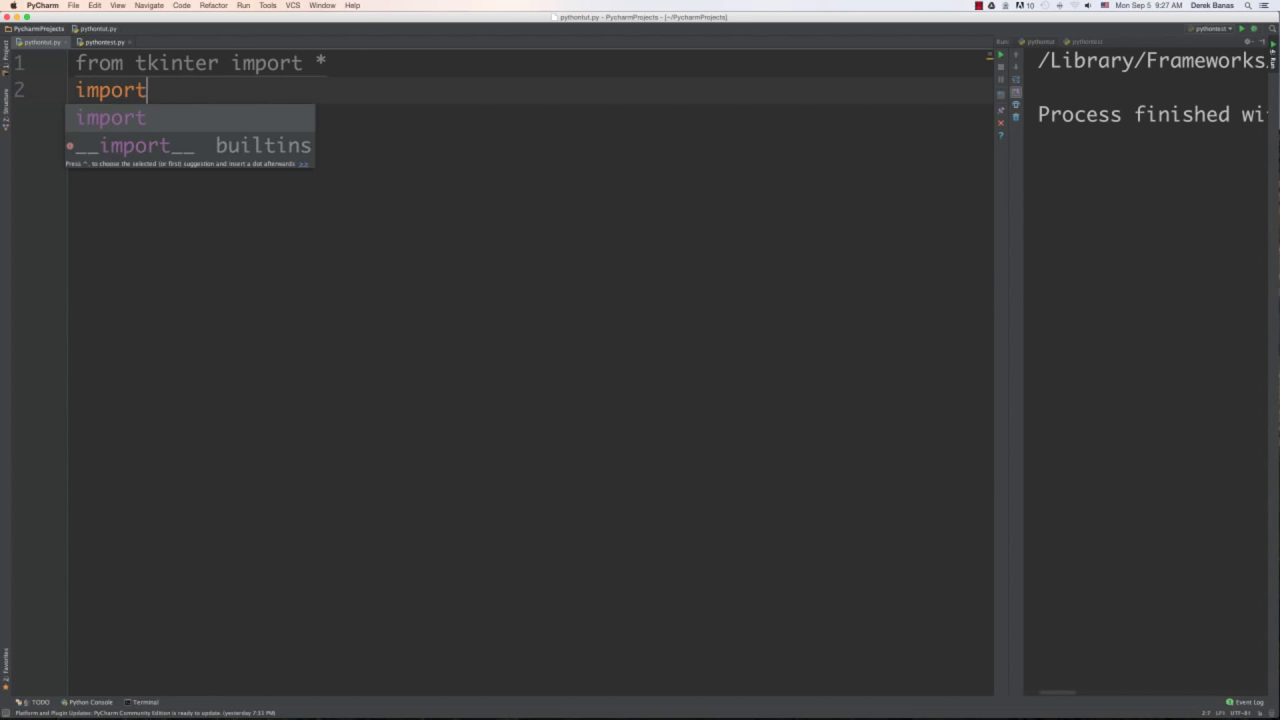 PyCharm File Edit View Navigate Code Refactor Run Tools VCS Window Help
10 Mon Sep 5 9:27 AM Derek Banas
pythontut.py - PycharmProjects - [~/PycharmProjects]
PycharmProjects pythontut.py
pythontest
pythontut.py pythontest.py
Run: pythontut pythontest
1: Project
Z: Structure
1 from tkinter import *
2 import
import
__import__ builtins
Press ^. to choose the selected (or first) suggestion and insert a dot afterwards >>
/Library/Frameworks
Process finished wi
2: Favorites
6: TODO Python Console Terminal
Event Log
Platform and Plugin Updates: PyCharm Community Edition is ready to update. (yesterday 7:31 PM)
2:7 LF÷ UTF-8÷